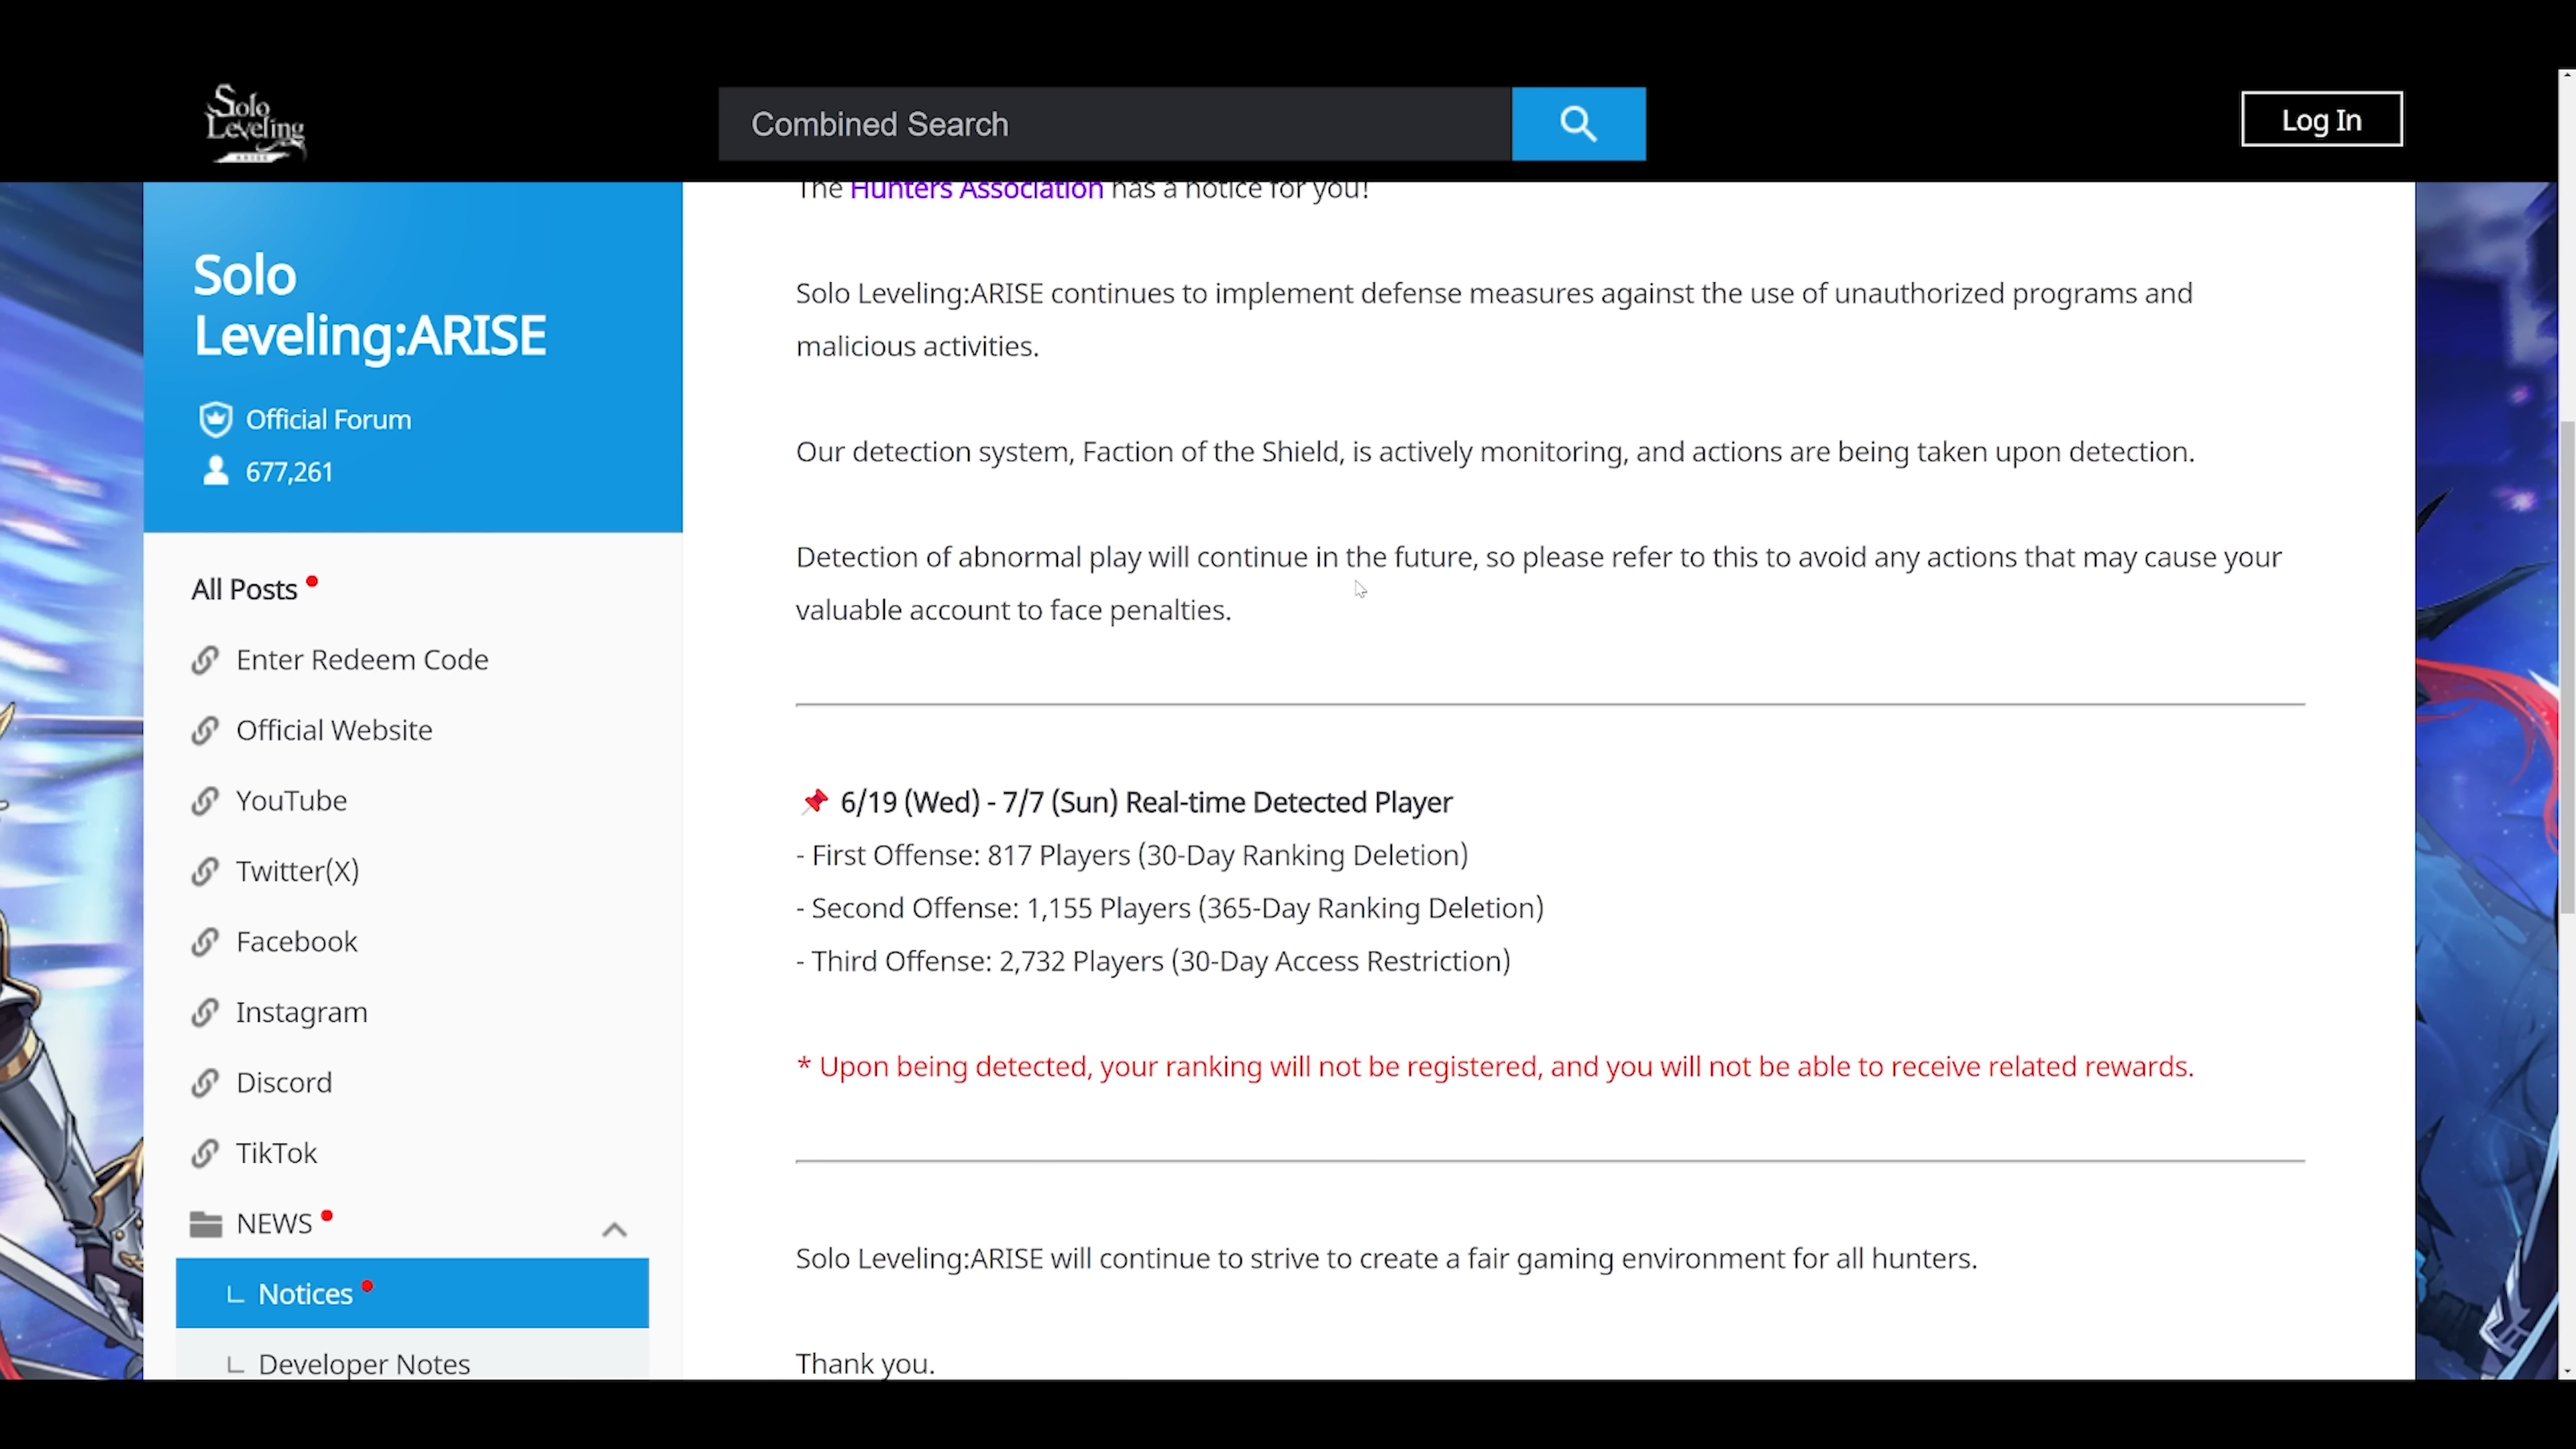 Solo
Leveling
ARISE
Combined Search
Log In
Solo
Leveling:ARISE
Official Forum
677,261
All Posts
Enter Redeem Code
Official Website
YouTube
Twitter(X)
Facebook
Instagram
Discord
TikTok
NEWS
Notices
Developer Notes
The Hunters Association has a notice for you!
Solo Leveling:ARISE continues to implement defense measures against the use of unauthorized programs and
malicious activities.
Our detection system, Faction of the Shield, is actively monitoring, and actions are being taken upon detection.
Detection of abnormal play will continue in the future, so please refer to this to avoid any actions that may cause your
valuable account to face penalties.
📌 6/19 (Wed) - 7/7 (Sun) Real-time Detected Player
- First Offense: 817 Players (30-Day Ranking Deletion)
- Second Offense: 1,155 Players (365-Day Ranking Deletion)
- Third Offense: 2,732 Players (30-Day Access Restriction)
* Upon being detected, your ranking will not be registered, and you will not be able to receive related rewards.
Solo Leveling:ARISE will continue to strive to create a fair gaming environment for all hunters.
Thank you.